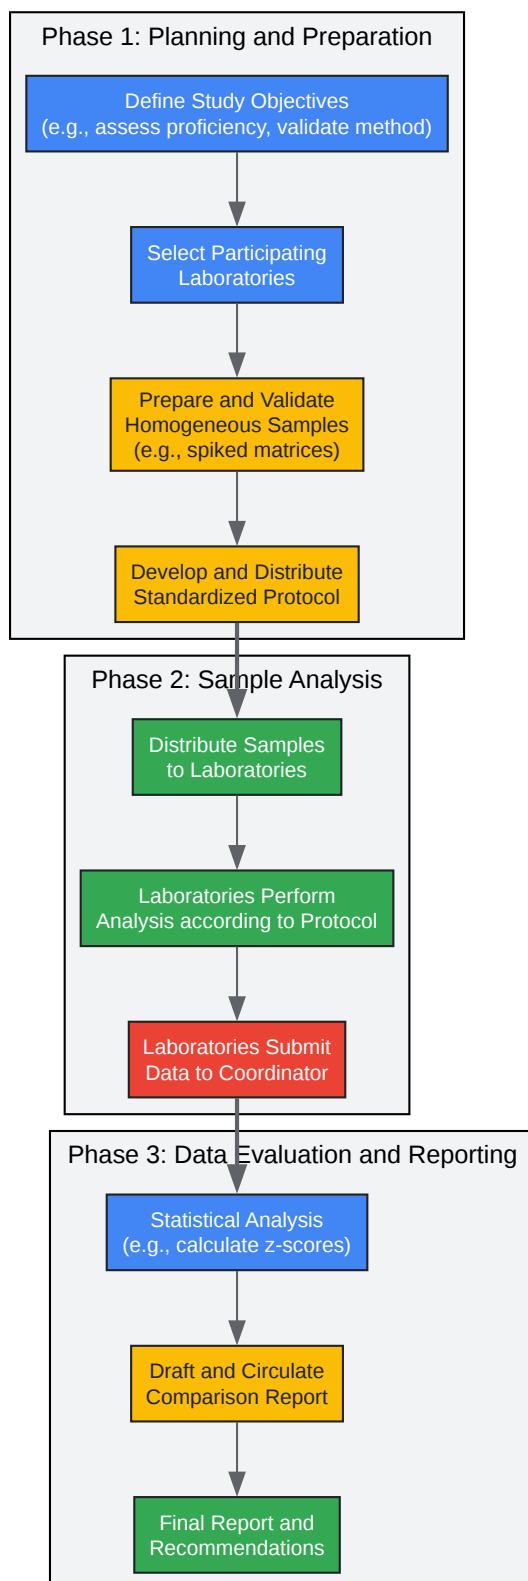 Phase 1: Planning and Preparation
Define Study Objectives
(e.g., assess proficiency, validate method)
Select Participating
Laboratories
Prepare and Validate
Homogeneous Samples
(e.g., spiked matrices)
Develop and Distribute
Standardized Protocol
Phase 2: Sample Analysis
Distribute Samples
to Laboratories
Laboratories Perform
Analysis according to Protocol
Laboratories Submit
Data to Coordinator
Phase 3: Data Evaluation and Reporting
Statistical Analysis
(e.g., calculate z-scores)
Draft and Circulate
Comparison Report
Final Report and
Recommendations